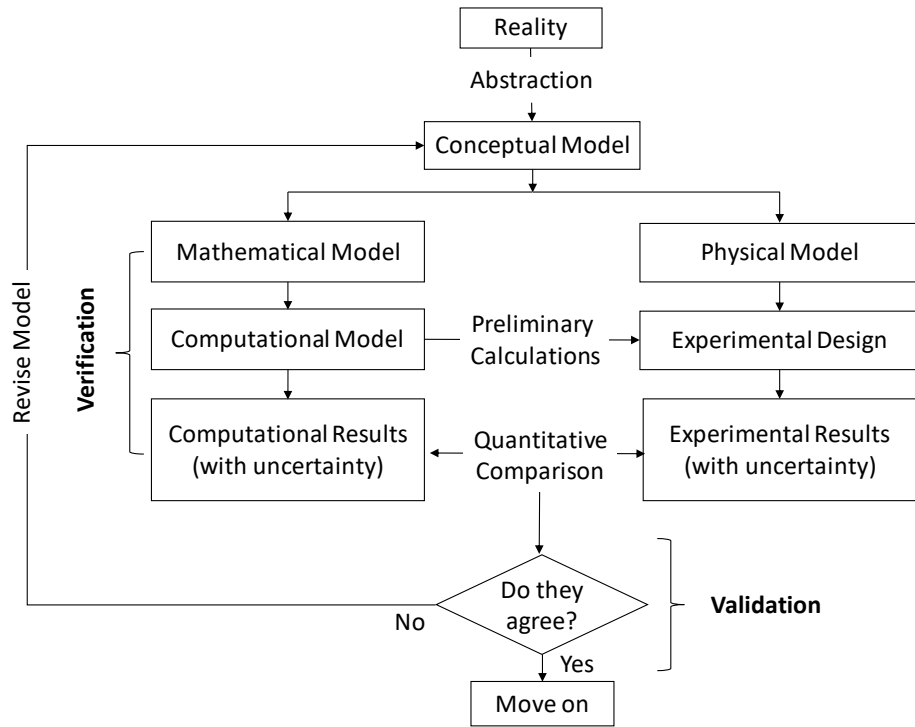 Reality
Abstraction
Conceptual Model
Mathematical Model
Physical Model
Revise Model
Verification
Computational Model
Preliminary
Calculations
Experimental Design
Computational Results
(with uncertainty)
Quantitative
Comparison
Experimental Results
(with uncertainty)
Do they
agree?
No
Validation
Yes
Move on